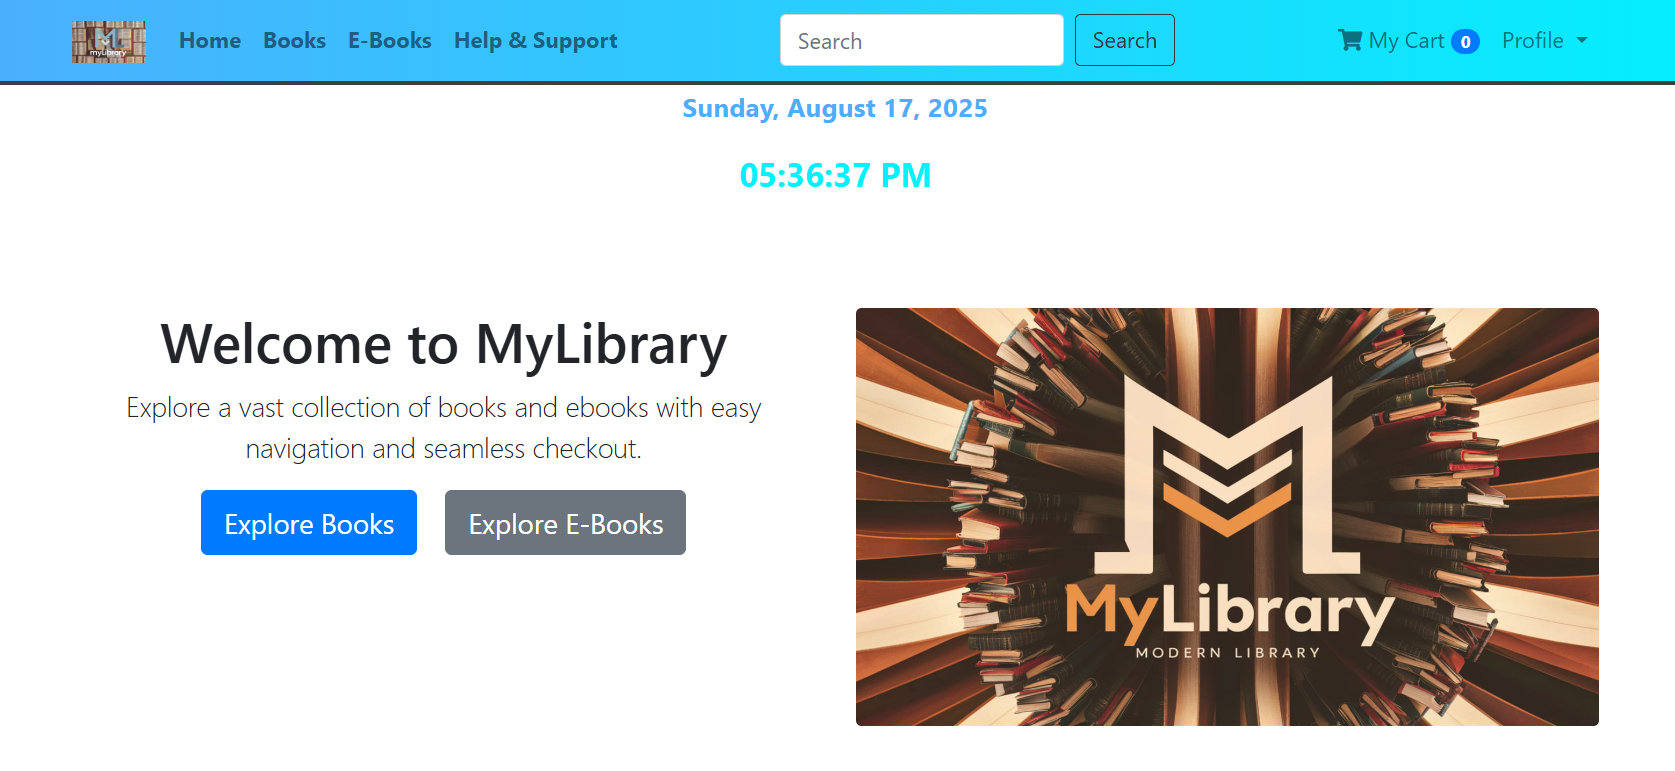 myLibrary
Home Books E-Books Help & Support Search Search My Cart 0 Profile
Sunday, August 17, 2025
05:36:37 PM
Welcome to MyLibrary
Explore a vast collection of books and ebooks with easy
navigation and seamless checkout.
Explore Books Explore E-Books
MyLibrary
MODERN LIBRARY